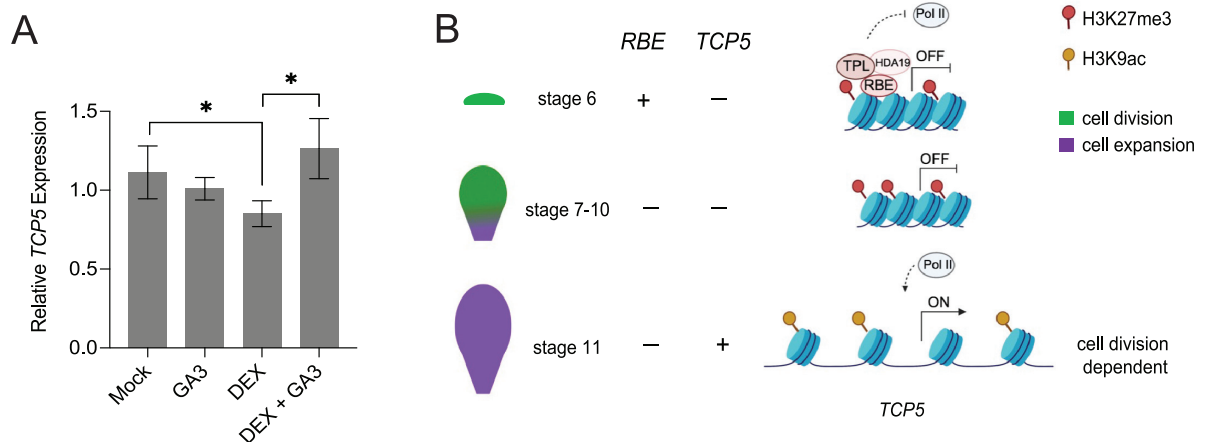 A
Relative TCP5 Expression
1.5
1.0
0.5
0.0
*
*
Mock
GA3
DEX
DEX + GA3
B
RBE
TCP5
stage 6
+
–
Pol II
TPL
HDA19
RBE
OFF
stage 7-10
–
–
OFF
stage 11
–
+
Pol II
ON
TCP5
cell division
dependent
H3K27me3
H3K9ac
cell division
cell expansion